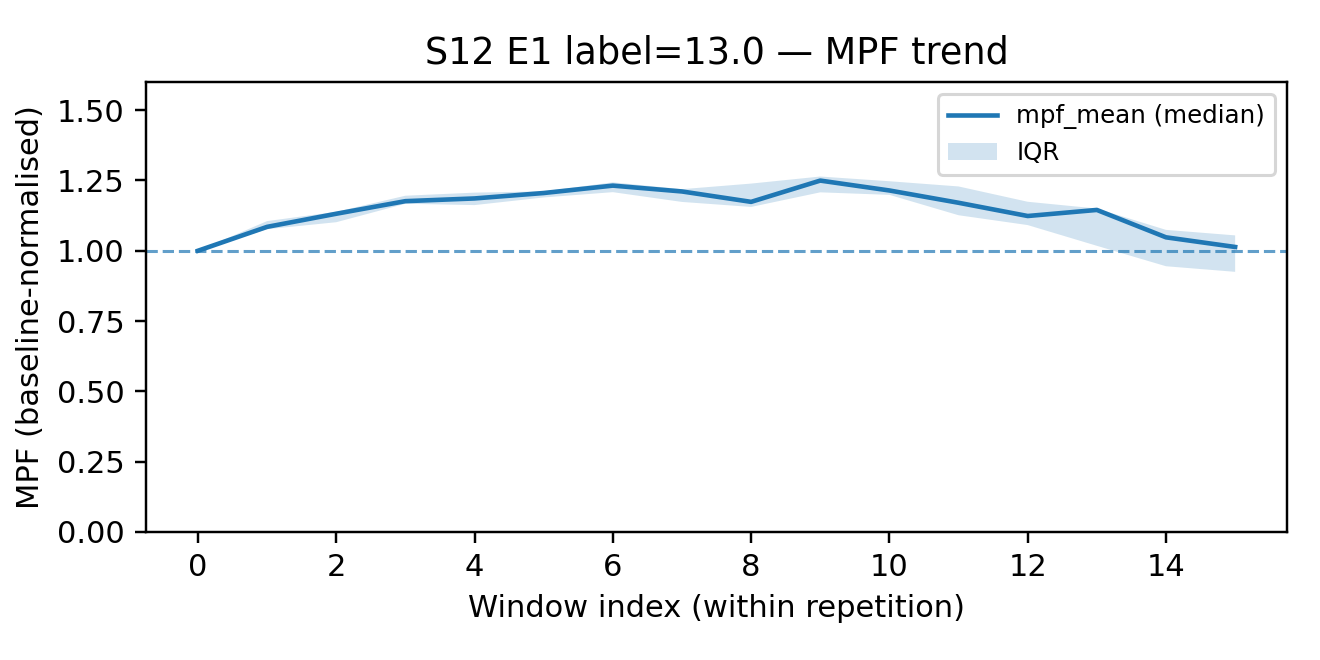 S12 E1 label=13.0 — MPF trend
mpf_mean (median)
IQR
MPF (baseline-normalised)
1.50
1.25
1.00
0.75
0.50
0.25
0.00
0 2 4 6 8 10 12 14
Window index (within repetition)